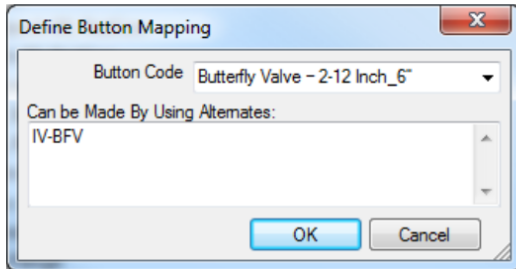 Define Button Mapping
Button Code Butterfly Valve – 2-12 Inch_6"
Can be Made By Using Alternates:
IV-BFV
OK Cancel